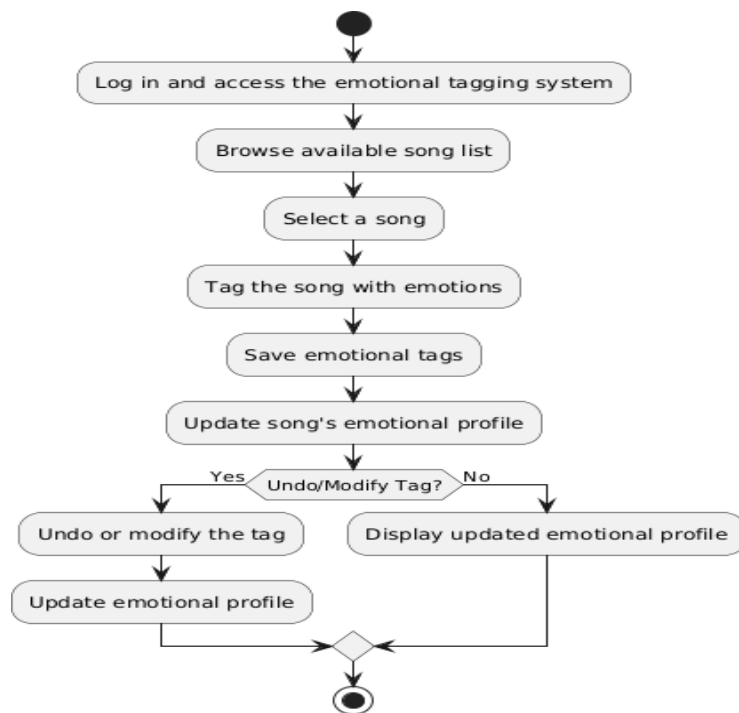 Log in and access the emotional tagging system
Browse available song list
Select a song
Tag the song with emotions
Save emotional tags
Update song's emotional profile
Undo/Modify Tag?
Yes
No
Undo or modify the tag
Display updated emotional profile
Update emotional profile